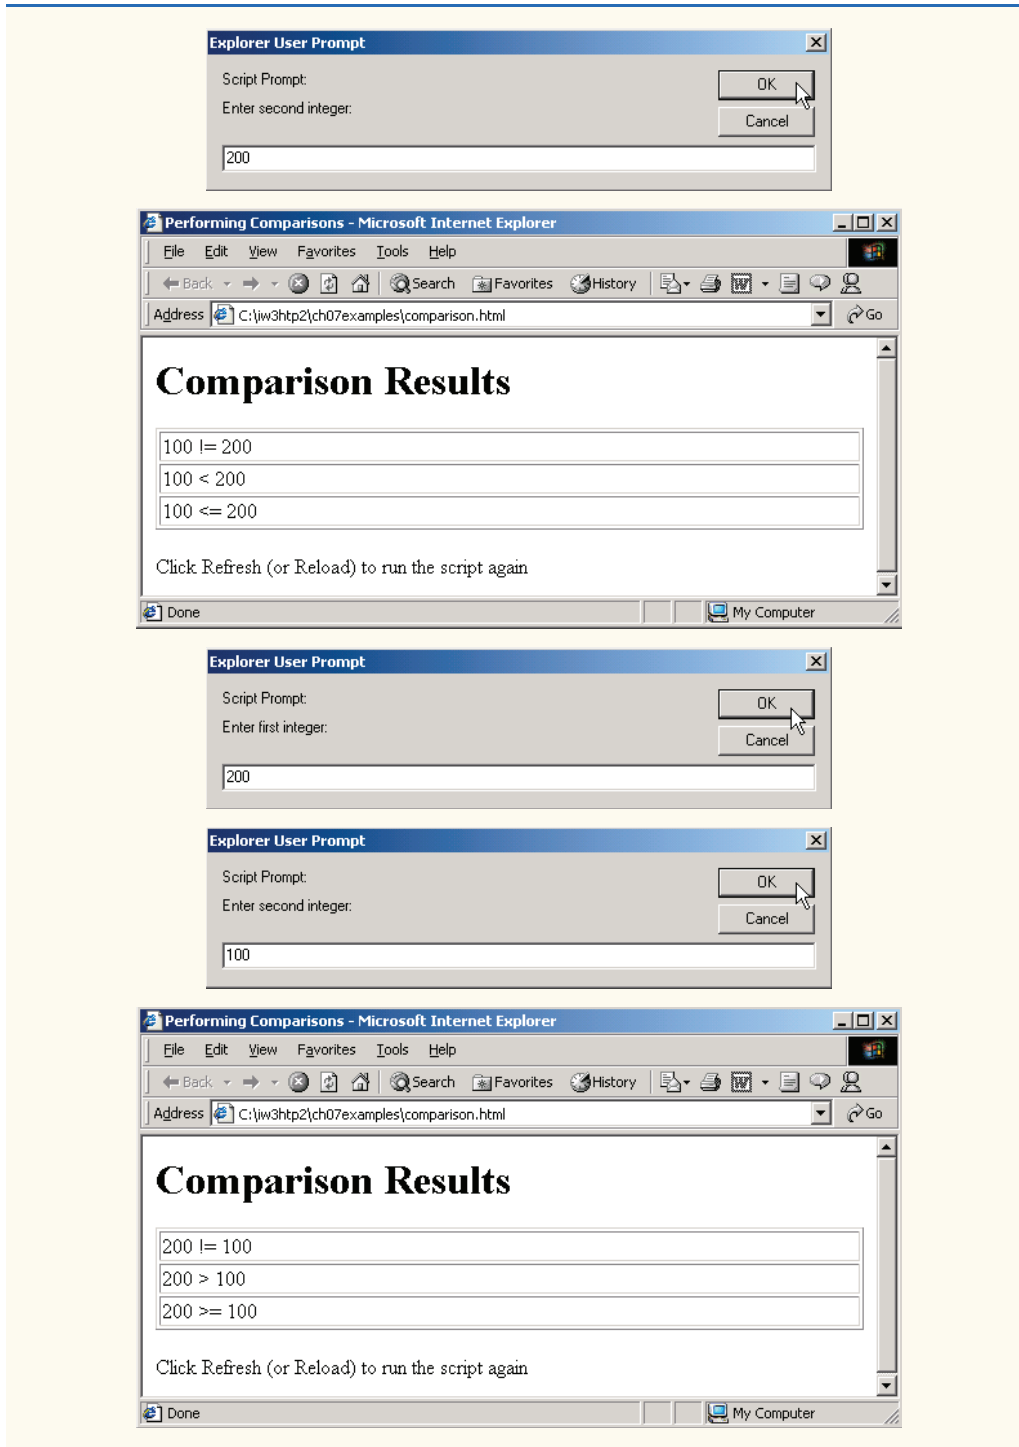 Explorer User Prompt
Script Prompt:
OK
Enter second integer:
Cancel
200
Performing Comparisons - Microsoft Internet Explorer
File Edit View Favorites Tools Help
Back Search Favorites History
Address C:\iw3htp2\ch07examples\comparison.html Go
Comparison Results
100 != 200
100 < 200
100 <= 200
Click Refresh (or Reload) to run the script again
Done My Computer
Explorer User Prompt
Script Prompt:
OK
Enter first integer:
Cancel
200
Explorer User Prompt
Script Prompt:
OK
Enter second integer:
Cancel
100
Performing Comparisons - Microsoft Internet Explorer
File Edit View Favorites Tools Help
Back Search Favorites History
Address C:\iw3htp2\ch07examples\comparison.html Go
Comparison Results
200 != 100
200 > 100
200 >= 100
Click Refresh (or Reload) to run the script again
Done My Computer